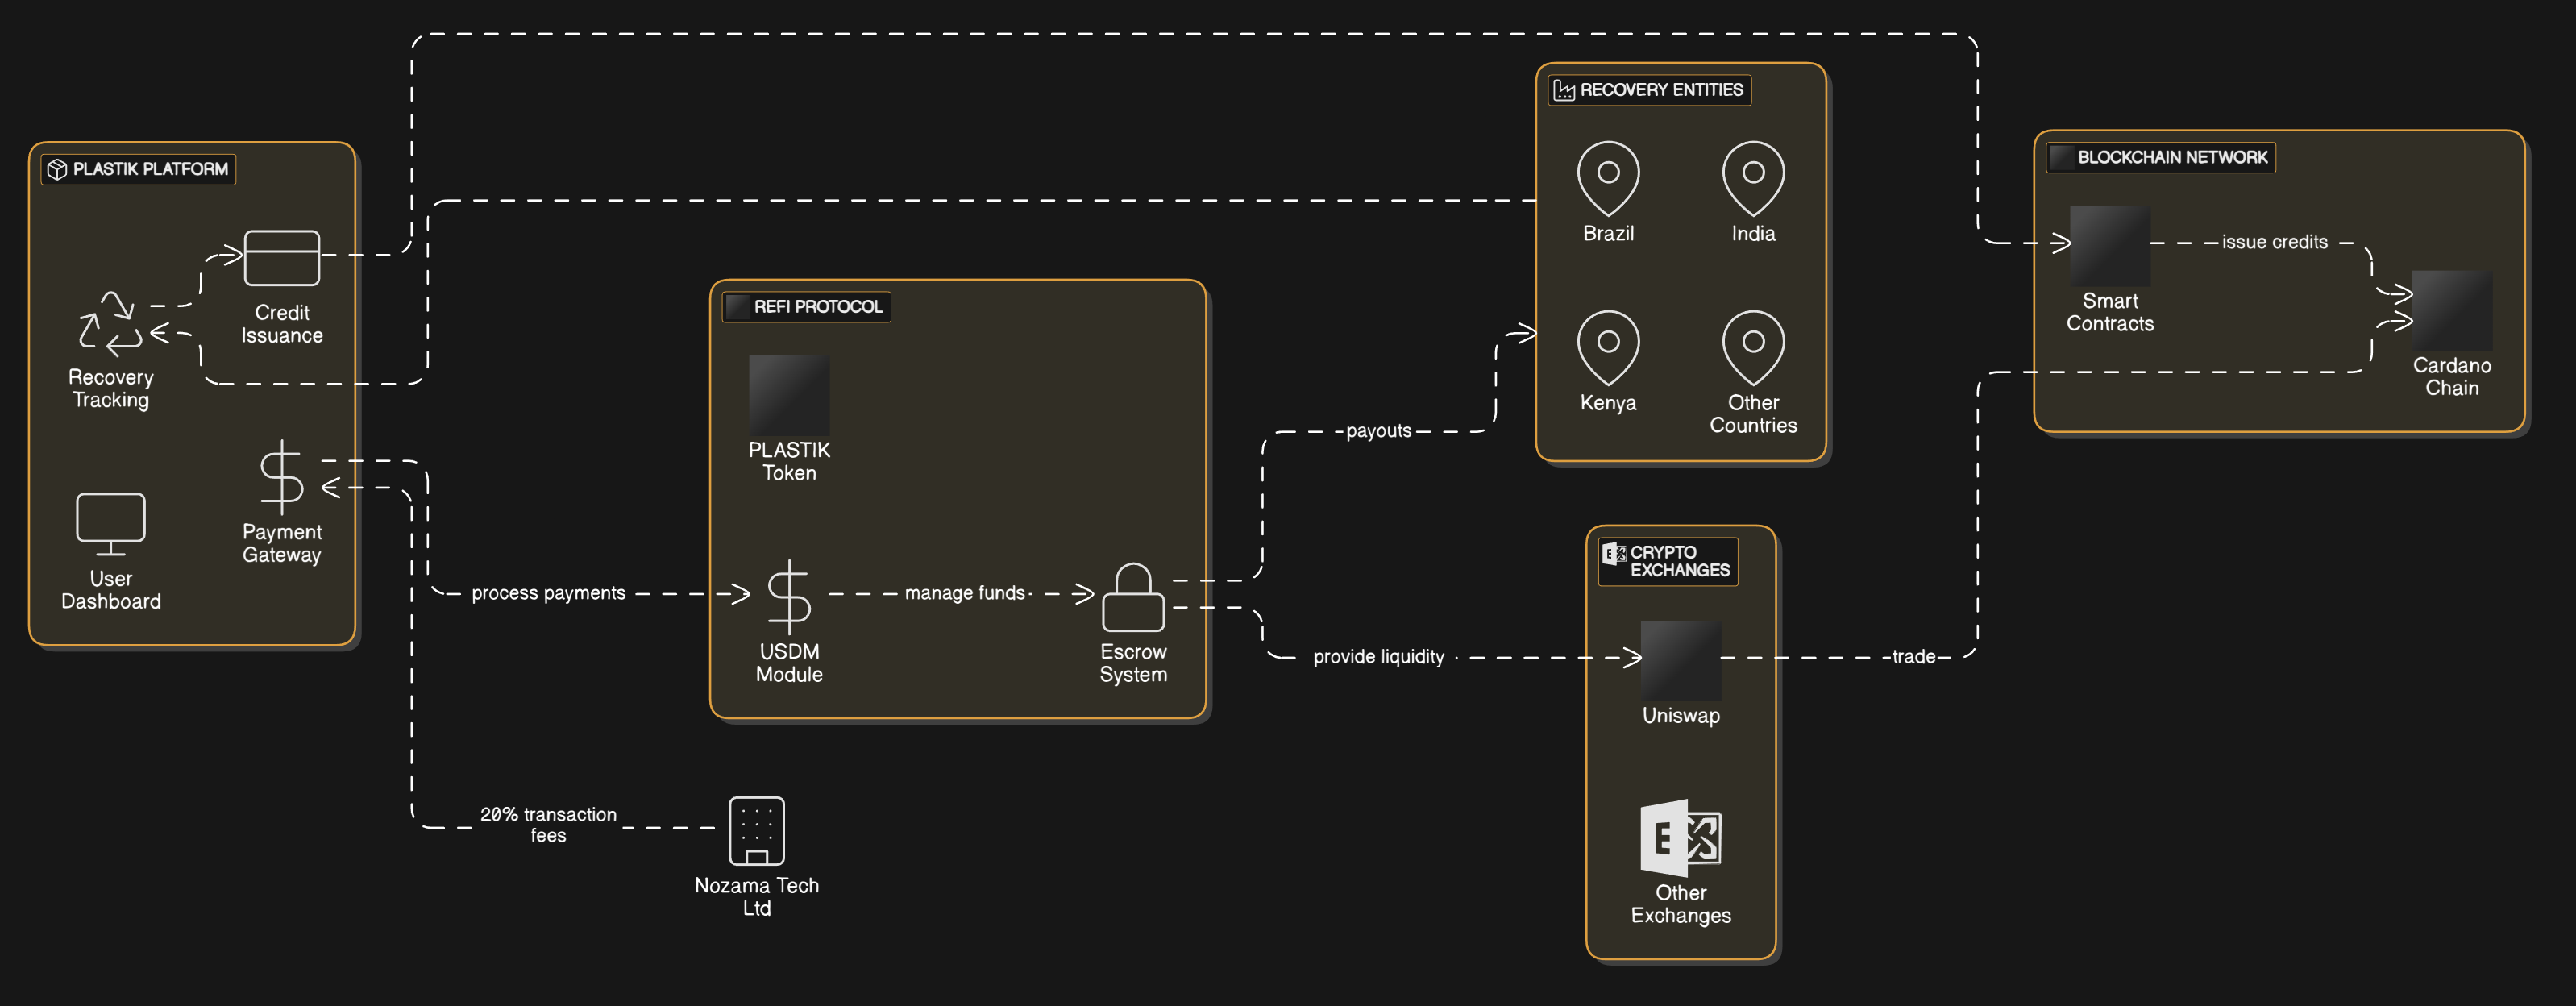 PLASTIK PLATFORM
Credit
Issuance
Recovery
Tracking
Payment
Gateway
User
Dashboard
REFI PROTOCOL
PLASTIK
Token
process payments
USDM
Module
manage funds
Escrow
System
20% transaction
fees
Nozama Tech
Ltd
RECOVERY ENTITIES
Brazil
India
Kenya
Other
Countries
payouts
provide liquidity
CRYPTO
EXCHANGES
Uniswap
E
Other
Exchanges
trade
BLOCKCHAIN NETWORK
Smart
Contracts
issue credits
Cardano
Chain